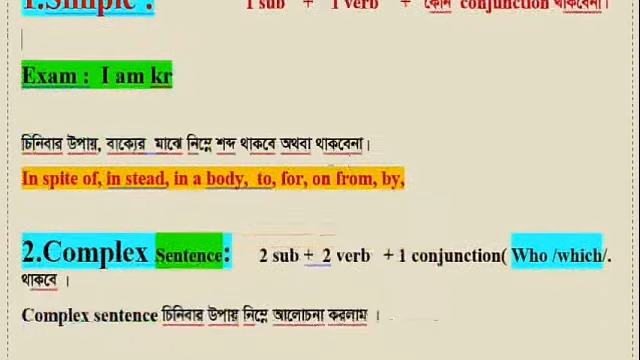 1.Simple : 1 sub + 1 verb + কোন conjunction থাকবেনা।
Exam : I am kr
চিনিবার উপায়, বাক্যের মাঝে নিম্নে শব্দ থাকবে অথবা থাকবেনা।
In spite of, in stead, in a body, to, for, on from, by,
2.Complex Sentence: 2 sub + 2 verb + 1 conjunction( Who /which/.
থাকবে ।
Complex sentence চিনিবার উপায় নিম্নে আলোচনা করলাম ।